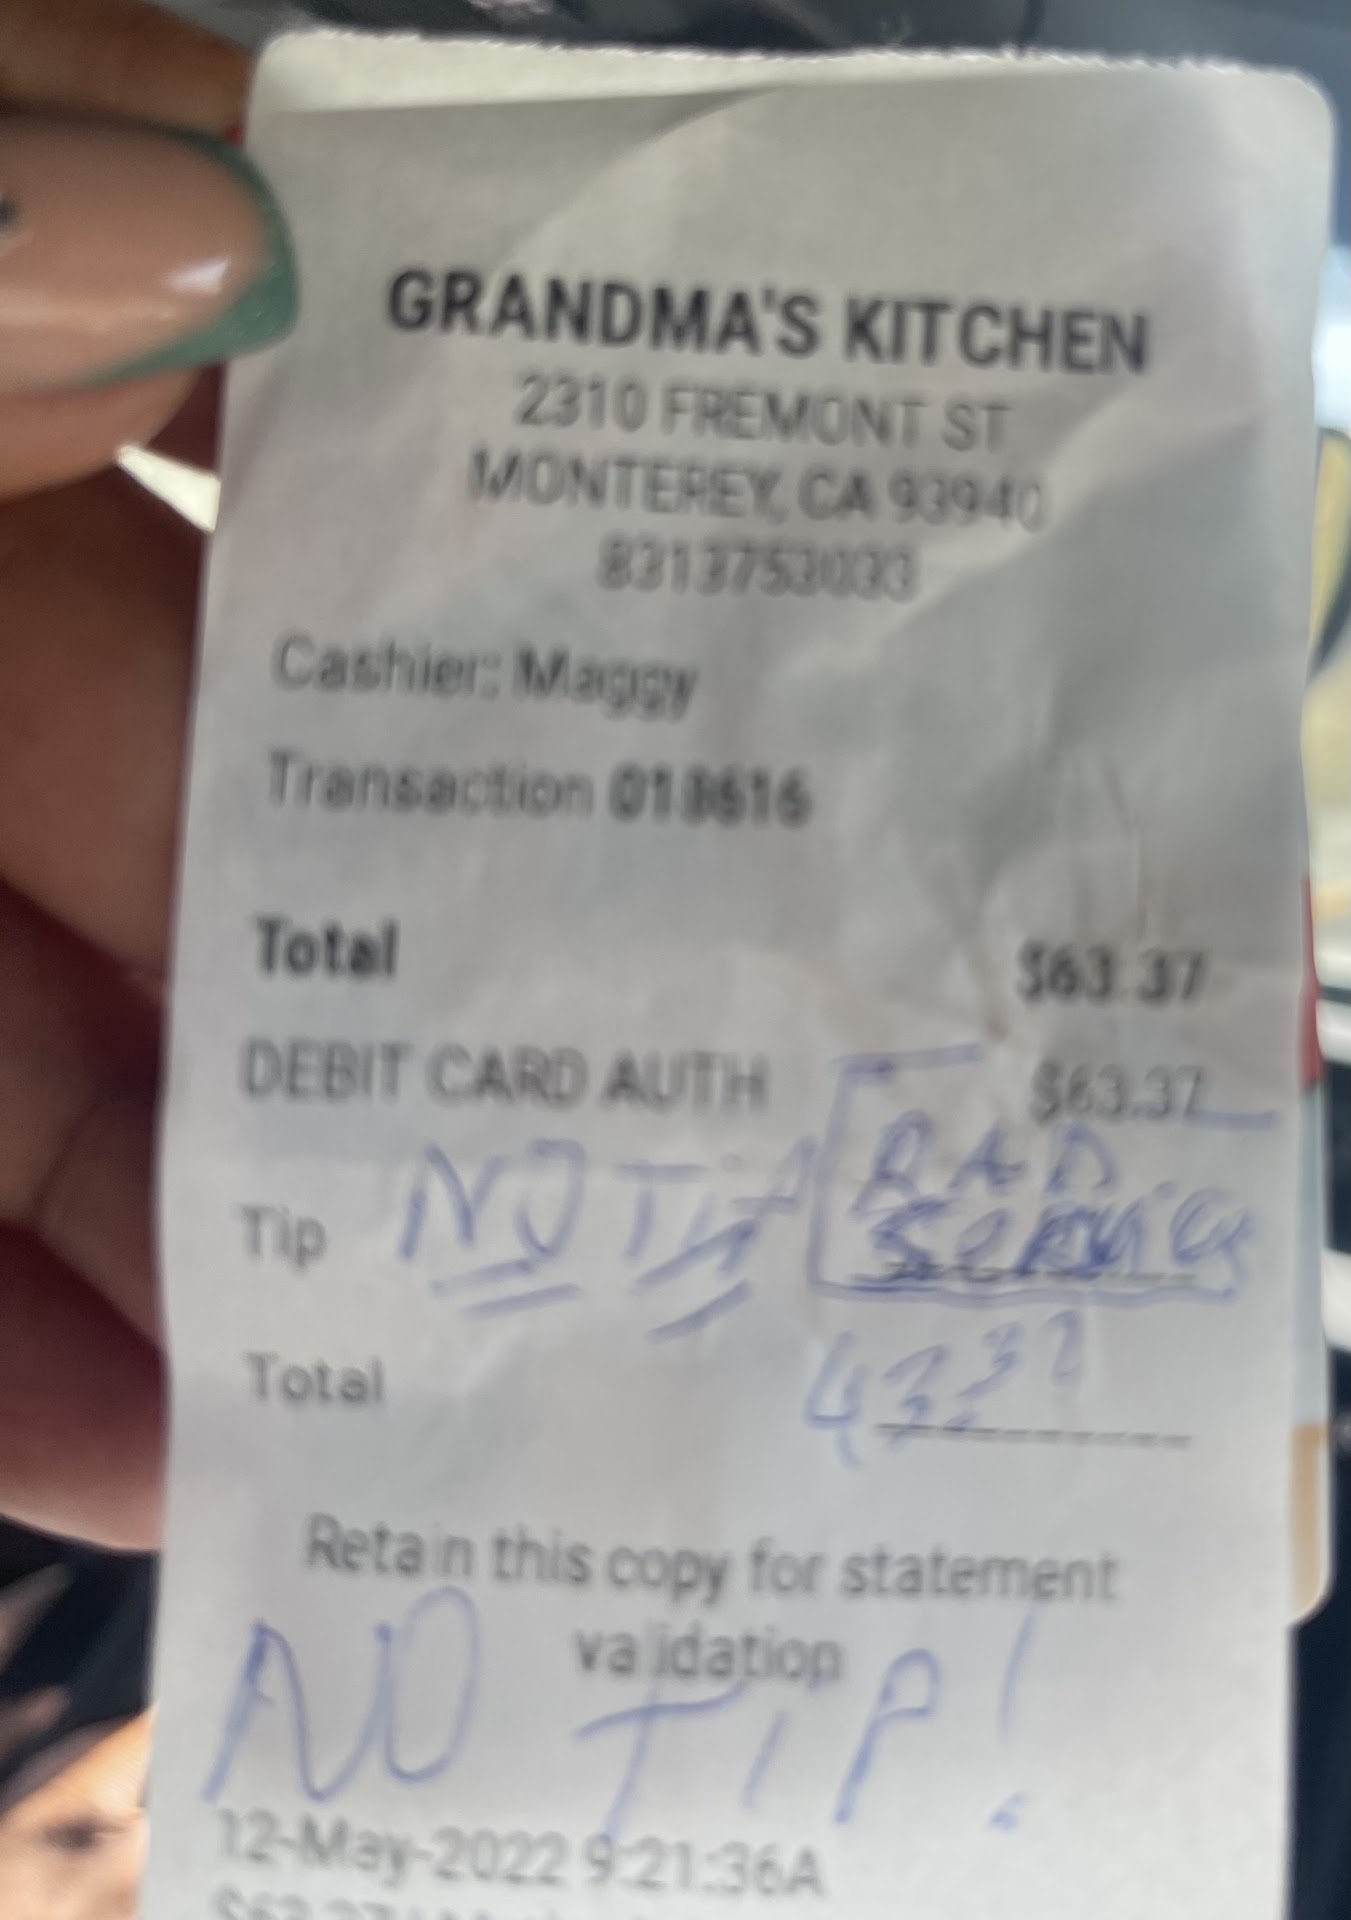 GRANDMA'S KITCHEN
2310 FREMONT ST
MONTEREY, CA 93940
8313753033
Cashier: Maggy
Transaction 018616
Total $63.37
DEBIT CARD AUTH $63.37
Tip NO TIP BAD
SERVICE
Total 43.37
Retain this copy for statement
validation
NO TIP!
12-May-2022 9:21:36A